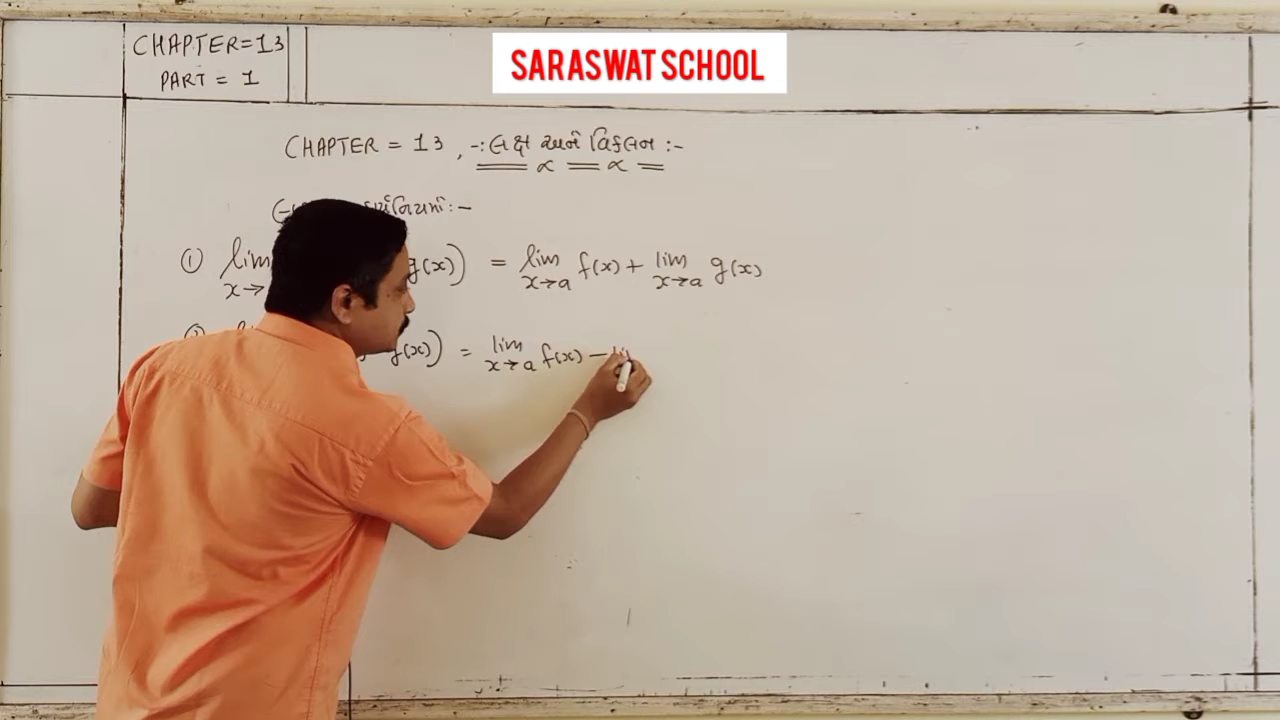 CHAPTER=13
PART = 1
SARASWAT SCHOOL
CHAPTER = 13, -: લક્ષ અને વિકલન :-
① lim g(x)) = lim f(x) + lim g(x)
x→ x→a x→a
g(x)) = lim f(x) -
x→a